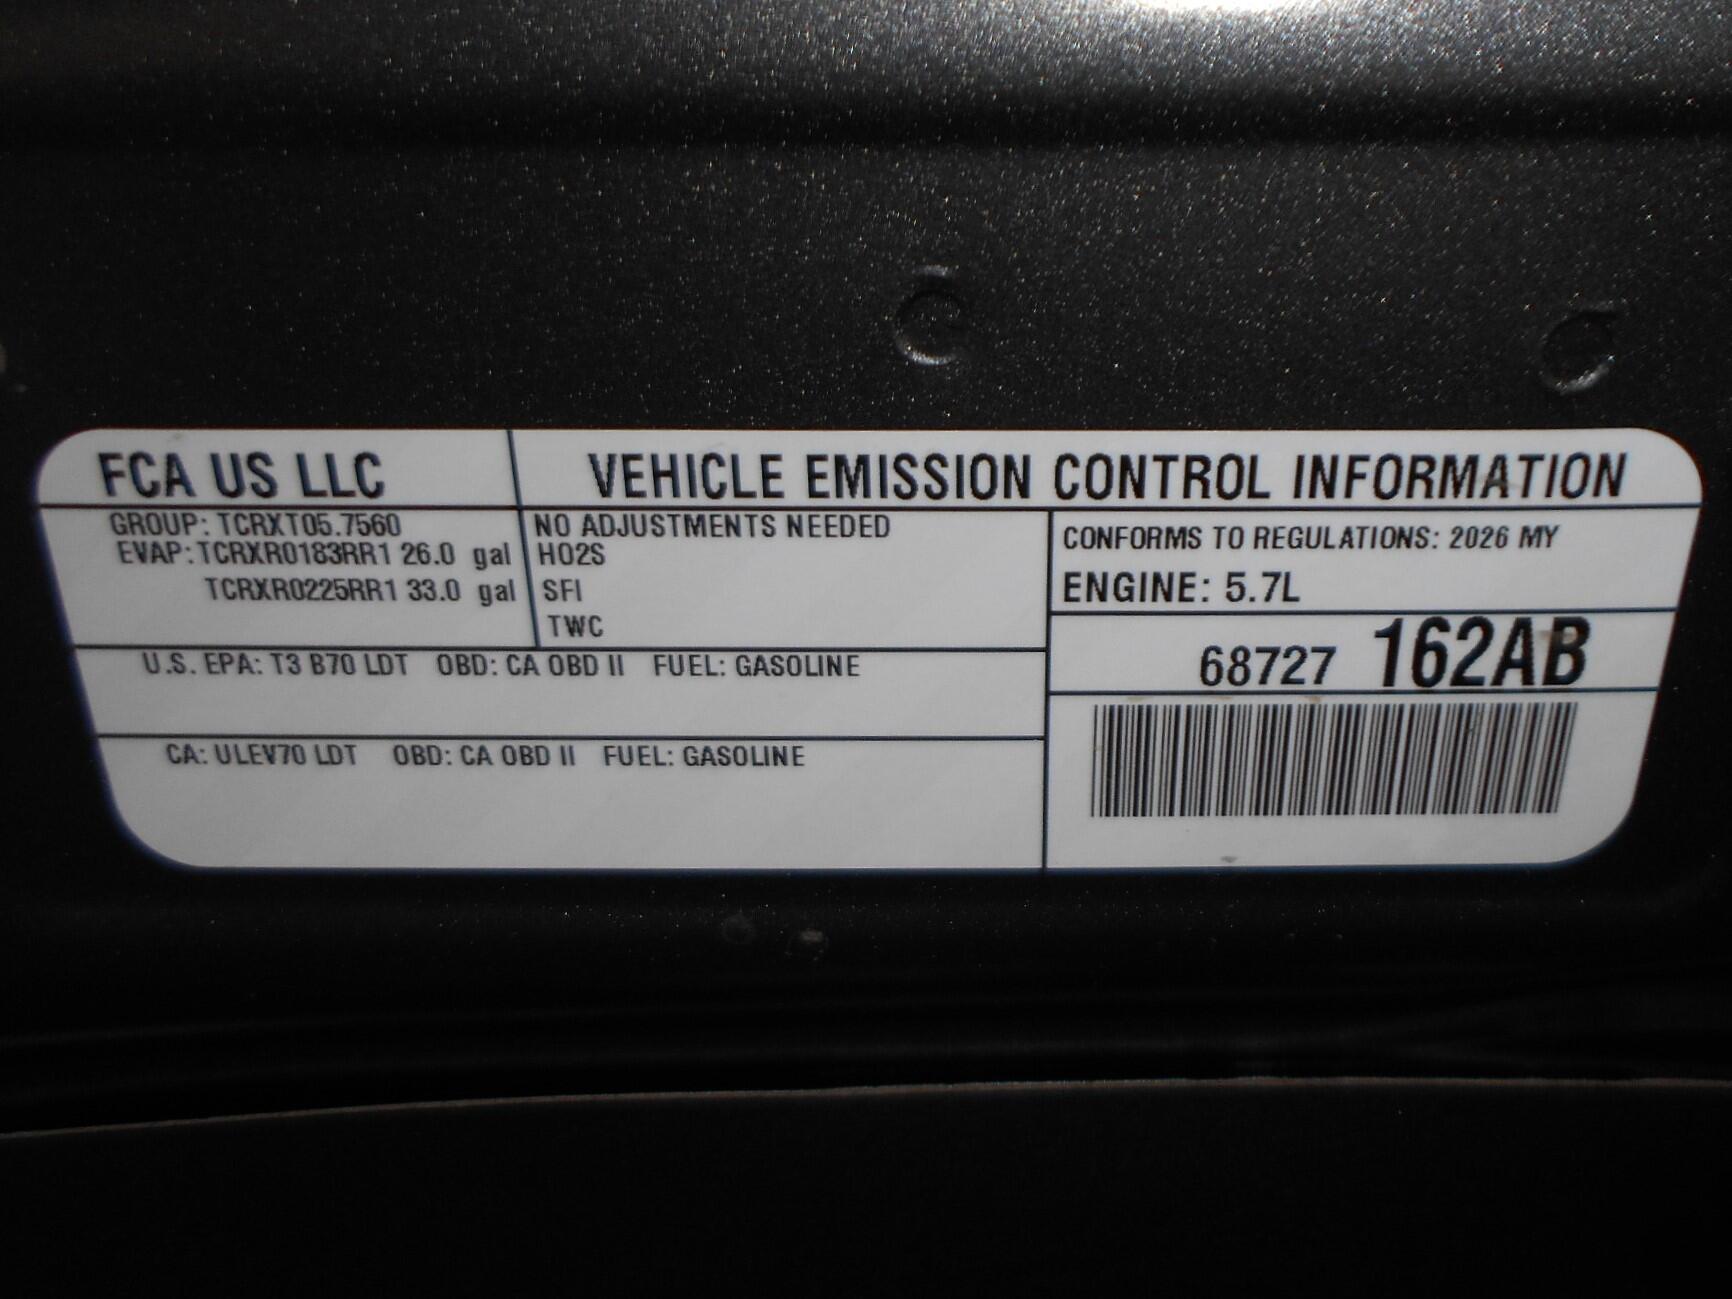 FCA US LLC
VEHICLE EMISSION CONTROL INFORMATION
GROUP: TCRXT05.7560
EVAP: TCRXR0183RR1 26.0 gal
TCRXR0225RR1 33.0 gal
NO ADJUSTMENTS NEEDED
HO2S
SFI
TWC
CONFORMS TO REGULATIONS: 2026 MY
ENGINE: 5.7L
68727 162AB
U.S. EPA: T3 B70 LDT OBD: CA OBD II FUEL: GASOLINE
CA: ULEV70 LDT OBD: CA OBD II FUEL: GASOLINE